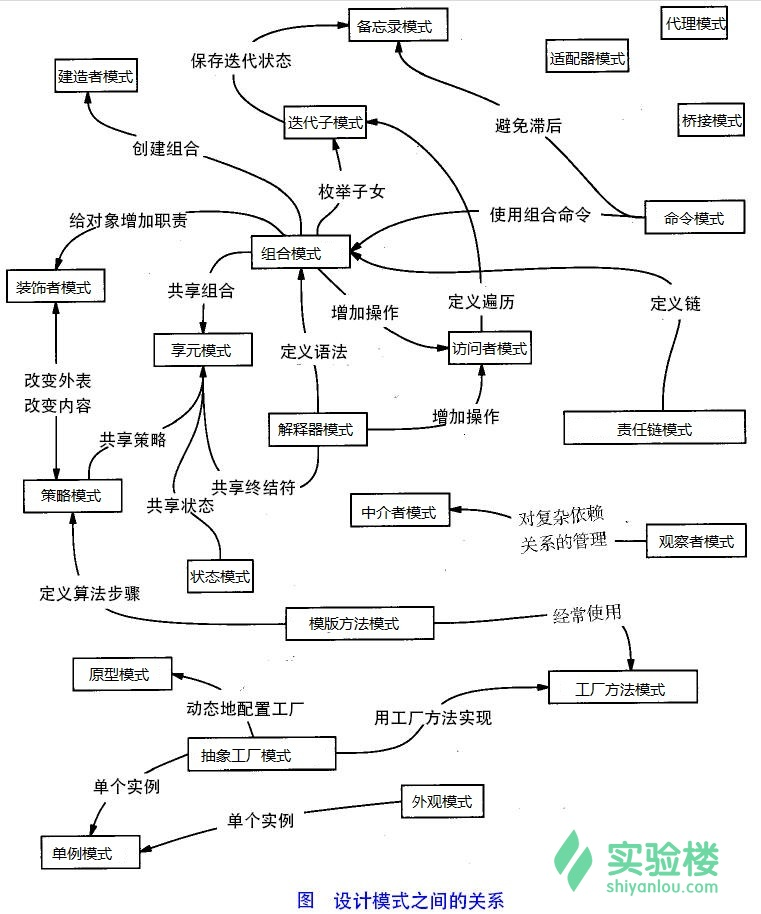 备忘录模式
代理模式
适配器模式
保存迭代状态
建造者模式
迭代子模式
避免滞后
桥接模式
创建组合
枚举子女
给对象增加职责
使用组合命令
命令模式
组合模式
装饰者模式
共享组合
增加操作
定义遍历
定义链
享元模式
定义语法
访问者模式
改变外表
改变内容
增加操作
解释器模式
责任链模式
共享策略
共享终结符
策略模式
共享状态
中介者模式
对复杂依赖
关系的管理
观察者模式
状态模式
定义算法步骤
模版方法模式
经常使用
原型模式
工厂方法模式
动态地配置工厂
用工厂方法实现
抽象工厂模式
单个实例
外观模式
单个实例
单例模式
实验楼
shiyanlou.com
图 设计模式之间的关系